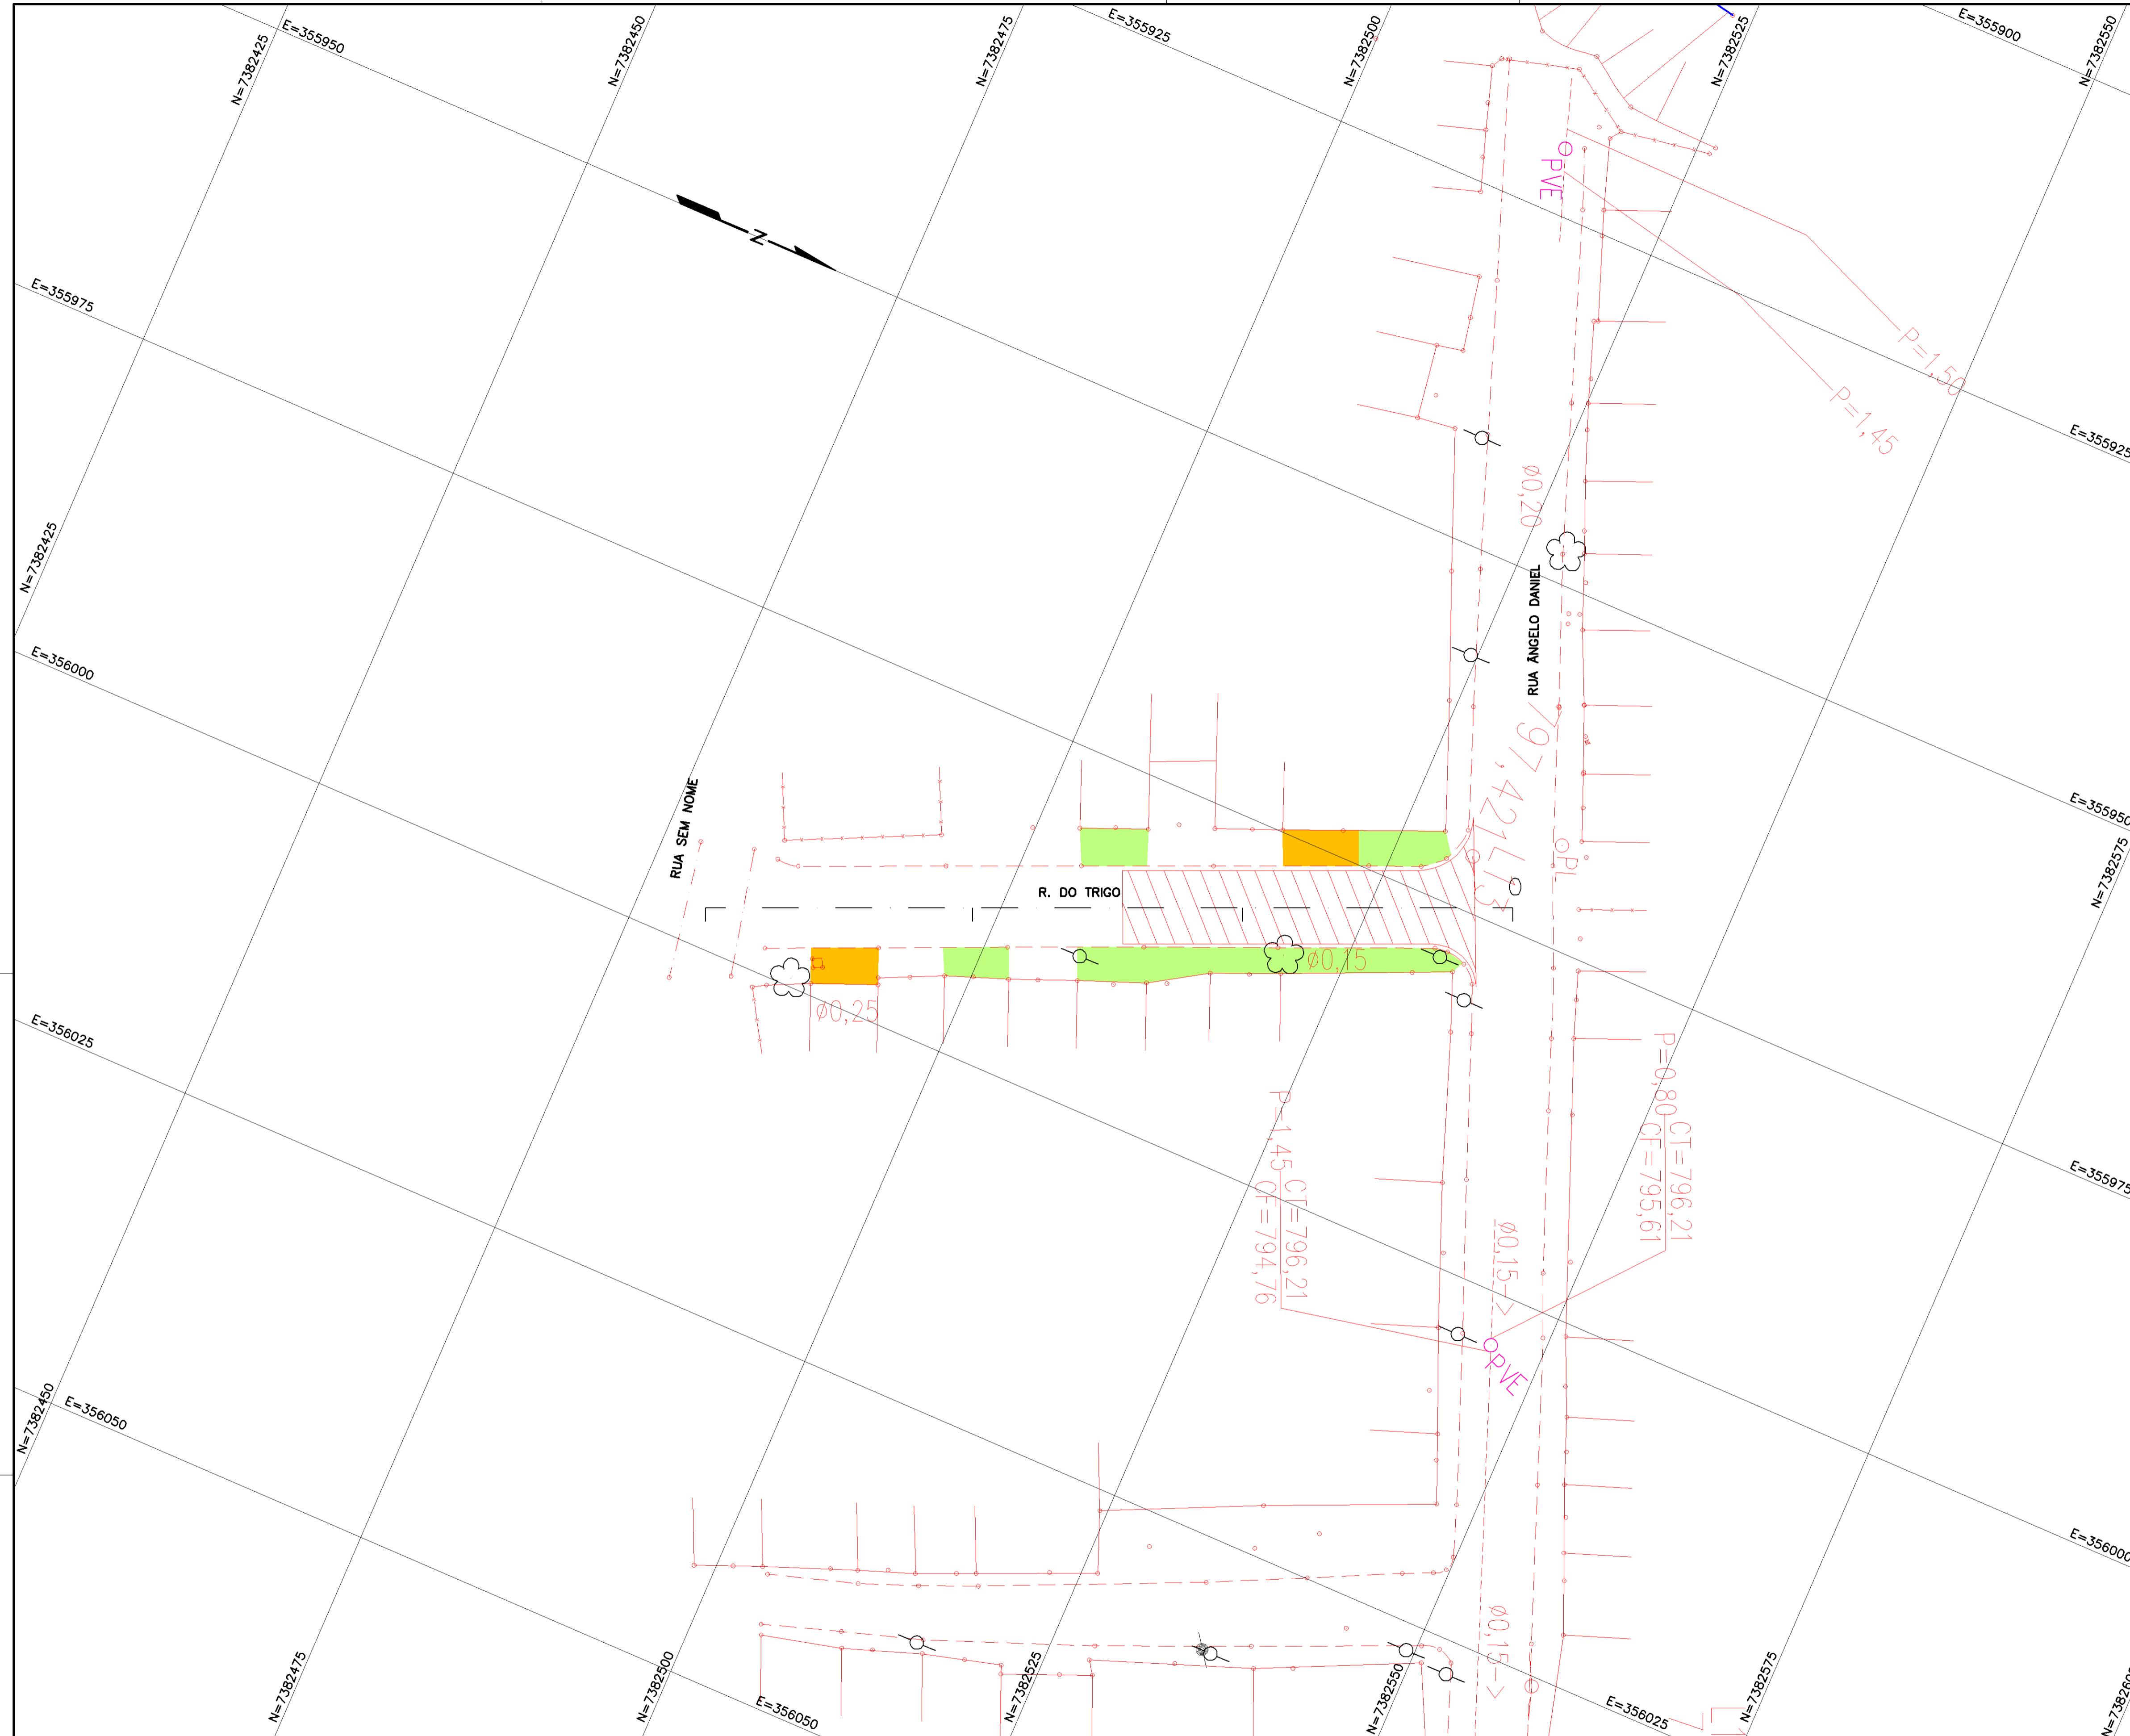 E=355950
N=7382425
N=7382450
N=7382475
E=355925
N=7382500
N=7382525
E=355900
N=7382550
N
PVE
E=355975
P=1,50
P=1,45
E=355925
Ø0,20
N=7382425
RUA ÂNGELO DANIEL
E=356000
797,421
E=355950
RUA SEM NOME
PL
N=7382575
R. DO TRIGO
Ø0,15
Ø0,25
E=356025
P=0,80
CT=796,21
CF=795,61
P=1,45
CT=796,21
CF=794,76
E=355975
Ø0,15->
PVE
N=7382450
E=356050
E=356000
Ø0,15->
N=7382475
N=7382500
E=356050
N=7382525
N=7382550
E=356025
N=7382575